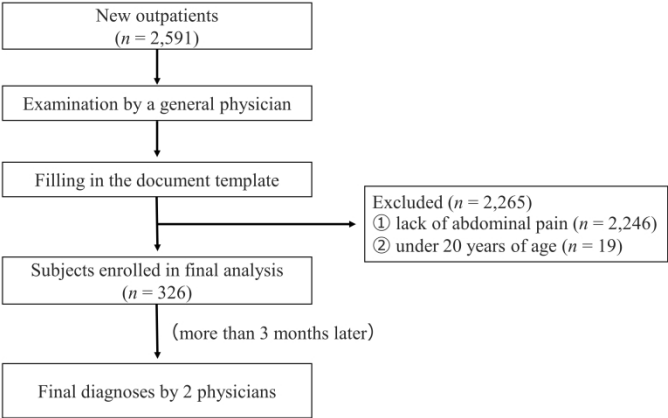 New outpatients
(n = 2,591)
Examination by a general physician
Filling in the document template
Excluded (n = 2,265)
① lack of abdominal pain (n = 2,246)
② under 20 years of age (n = 19)
Subjects enrolled in final analysis
(n = 326)
(more than 3 months later)
Final diagnoses by 2 physicians